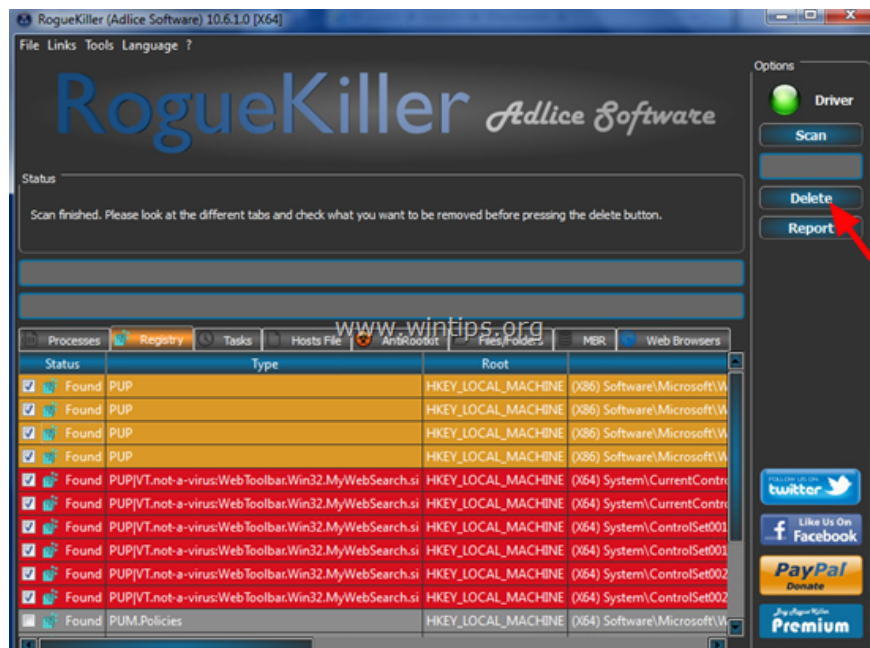 RogueKiller (Adlice Software) 10.6.1.0 [X64]
File Links Tools Language ?
RogueKiller Adlice Software
Options
Driver
Scan
Delete
Report
Status
Scan finished. Please look at the different tabs and check what you want to be removed before pressing the delete button.
www.wintips.org
Processes Registry Tasks Hosts File AntiRootkit Files/Folders MBR Web Browsers
Status Type Root
Found PUP HKEY_LOCAL_MACHINE (X86) Software\Microsoft\W
Found PUP HKEY_LOCAL_MACHINE (X86) Software\Microsoft\W
Found PUP HKEY_LOCAL_MACHINE (X86) Software\Microsoft\W
Found PUP HKEY_LOCAL_MACHINE (X86) Software\Microsoft\W
Found PUP|VT.not-a-virus:WebToolbar.Win32.MyWebSearch.si HKEY_LOCAL_MACHINE (X64) System\CurrentContro
Found PUP|VT.not-a-virus:WebToolbar.Win32.MyWebSearch.si HKEY_LOCAL_MACHINE (X64) System\CurrentContro
Found PUP|VT.not-a-virus:WebToolbar.Win32.MyWebSearch.si HKEY_LOCAL_MACHINE (X64) System\ControlSet001
Found PUP|VT.not-a-virus:WebToolbar.Win32.MyWebSearch.si HKEY_LOCAL_MACHINE (X64) System\ControlSet001
Found PUP|VT.not-a-virus:WebToolbar.Win32.MyWebSearch.si HKEY_LOCAL_MACHINE (X64) System\ControlSet002
Found PUP|VT.not-a-virus:WebToolbar.Win32.MyWebSearch.si HKEY_LOCAL_MACHINE (X64) System\ControlSet002
Found PUM.Policies HKEY_LOCAL_MACHINE (X64) Software\Microsoft\W
FOLLOW US ON
twitter
Like Us On
Facebook
PayPal
Donate
Buy RogueKiller
Premium